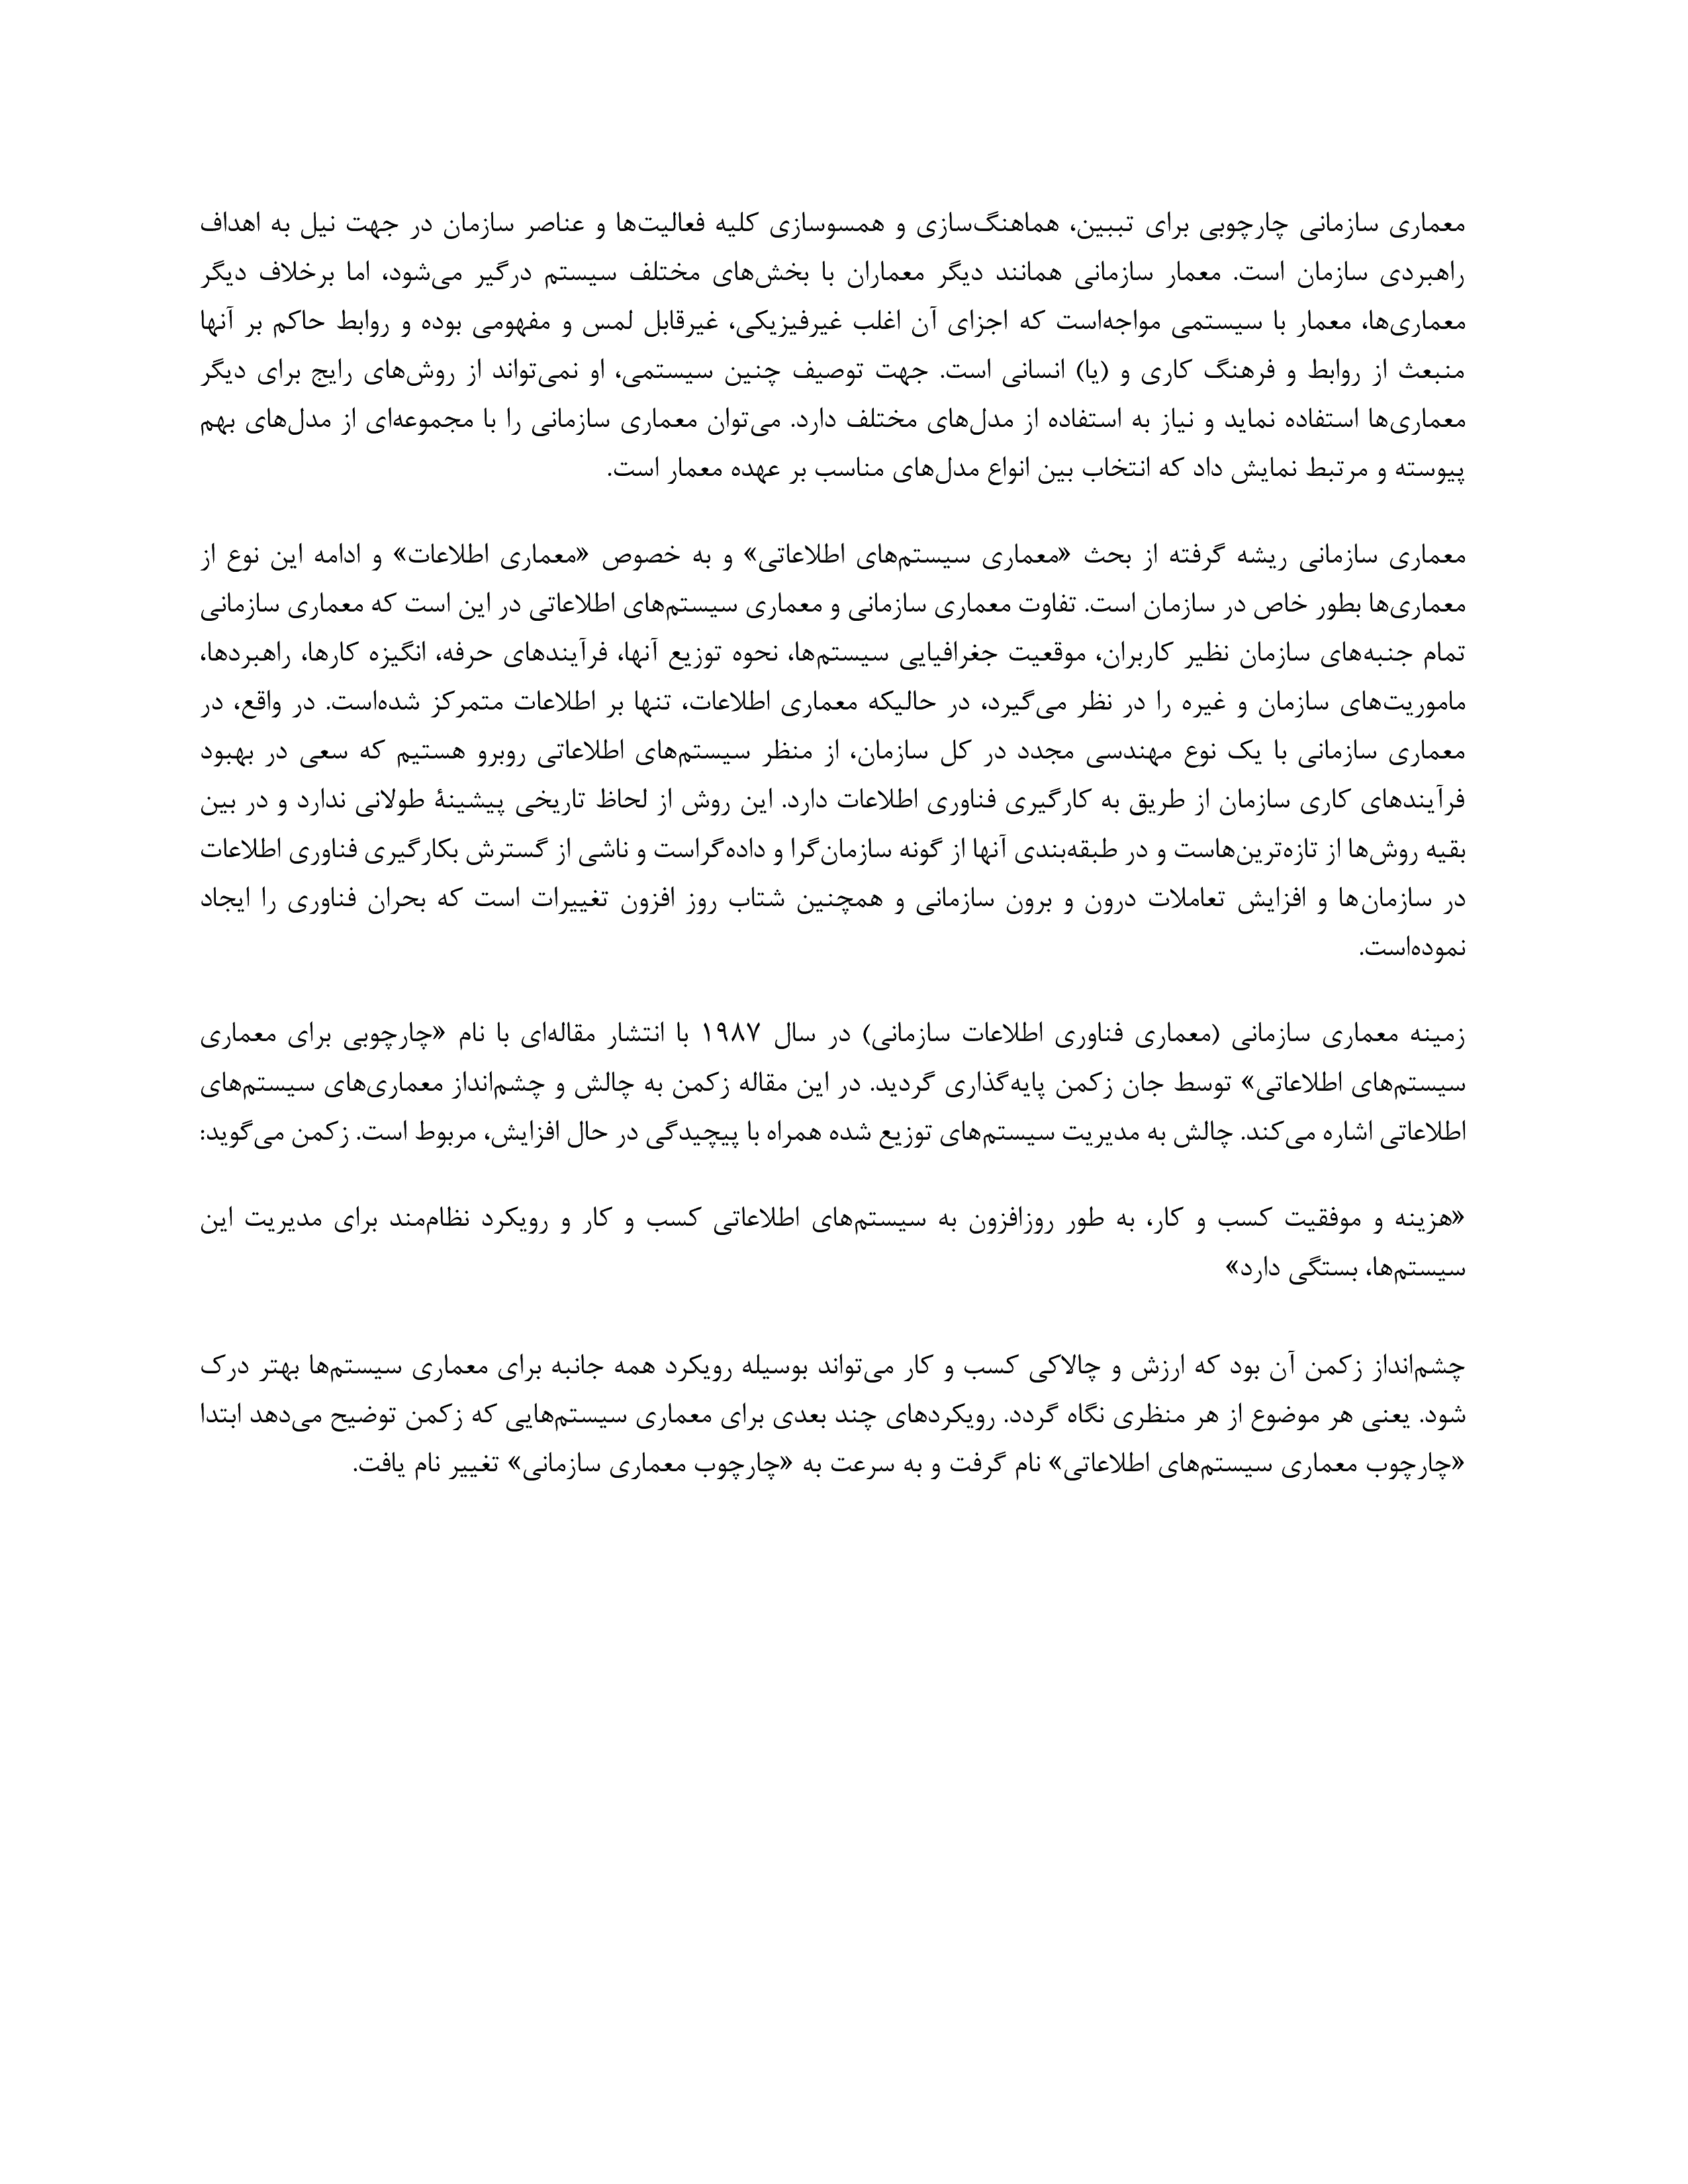 معماری سازمانی چارچوبی برای تببین، هماهنگ‌سازی و همسوسازی کلیه فعالیت‌ها و عناصر سازمان در جهت نیل به اهداف
راهبردی سازمان است. معمار سازمانی همانند دیگر معماران با بخش‌های مختلف سیستم درگیر می‌شود، اما برخلاف دیگر
معماری‌ها، معمار با سیستمی مواجه‌است که اجزای آن اغلب غیرفیزیکی، غیرقابل لمس و مفهومی بوده و روابط حاکم بر آنها
منبعث از روابط و فرهنگ کاری و (یا) انسانی است. جهت توصیف چنین سیستمی، او نمی‌تواند از روش‌های رایج برای دیگر
معماری‌ها استفاده نماید و نیاز به استفاده از مدل‌های مختلف دارد. می‌توان معماری سازمانی را با مجموعه‌ای از مدل‌های بهم
پیوسته و مرتبط نمایش داد که انتخاب بین انواع مدل‌های مناسب بر عهده معمار است.
معماری سازمانی ریشه گرفته از بحث «معماری سیستم‌های اطلاعاتی» و به خصوص «معماری اطلاعات» و ادامه این نوع از
معماری‌ها بطور خاص در سازمان است. تفاوت معماری سازمانی و معماری سیستم‌های اطلاعاتی در این است که معماری سازمانی
تمام جنبه‌های سازمان نظیر کاربران، موقعیت جغرافیایی سیستم‌ها، نحوه توزیع آنها، فرآیندهای حرفه، انگیزه کارها، راهبردها،
ماموریت‌های سازمان و غیره را در نظر می‌گیرد، در حالیکه معماری اطلاعات، تنها بر اطلاعات متمرکز شده‌است. در واقع، در
معماری سازمانی با یک نوع مهندسی مجدد در کل سازمان، از منظر سیستم‌های اطلاعاتی روبرو هستیم که سعی در بهبود
فرآیندهای کاری سازمان از طریق به کارگیری فناوری اطلاعات دارد. این روش از لحاظ تاریخی پیشینهٔ طولانی ندارد و در بین
بقیه روش‌ها از تازه‌ترین‌هاست و در طبقه‌بندی آنها از گونه سازمان‌گرا و داده‌گراست و ناشی از گسترش بکارگیری فناوری اطلاعات
در سازمان‌ها و افزایش تعاملات درون و برون سازمانی و همچنین شتاب روز افزون تغییرات است که بحران فناوری را ایجاد
نموده‌است.
زمینه معماری سازمانی (معماری فناوری اطلاعات سازمانی) در سال ۱۹۸۷ با انتشار مقاله‌ای با نام «چارچوبی برای معماری
سیستم‌های اطلاعاتی» توسط جان زکمن پایه‌گذاری گردید. در این مقاله زکمن به چالش و چشم‌انداز معماری‌های سیستم‌های
اطلاعاتی اشاره می‌کند. چالش به مدیریت سیستم‌های توزیع شده همراه با پیچیدگی در حال افزایش، مربوط است. زکمن می‌گوید:
«هزینه و موفقیت کسب و کار، به طور روزافزون به سیستم‌های اطلاعاتی کسب و کار و رویکرد نظام‌مند برای مدیریت این
سیستم‌ها، بستگی دارد»
چشم‌انداز زکمن آن بود که ارزش و چالاکی کسب و کار می‌تواند بوسیله رویکرد همه جانبه برای معماری سیستم‌ها بهتر درک
شود. یعنی هر موضوع از هر منظری نگاه گردد. رویکردهای چند بعدی برای معماری سیستم‌هایی که زکمن توضیح می‌دهد ابتدا
«چارچوب معماری سیستم‌های اطلاعاتی» نام گرفت و به سرعت به «چارچوب معماری سازمانی» تغییر نام یافت.